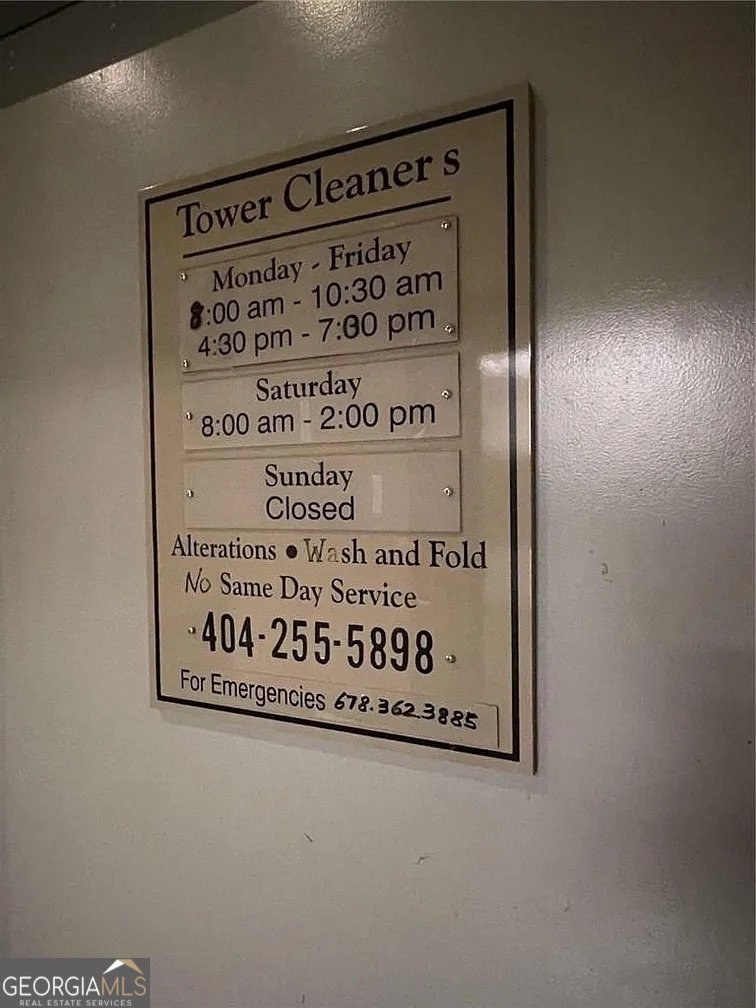 Tower Cleaners
Monday - Friday
8:00 am - 10:30 am
4:30 pm - 7:00 pm
Saturday
8:00 am - 2:00 pm
Sunday
Closed
Alterations • Wash and Fold
No Same Day Service
404-255-5898
For Emergencies 678.362.3885
GEORGIAMLS
REAL ESTATE SERVICES